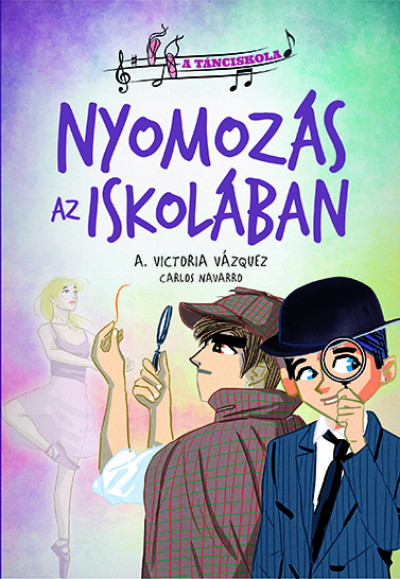 A TÁNCISKOLA
NYOMOZÁS
AZ ISKOLÁBAN
A. VICTORIA VÁZQUEZ
CARLOS NAVARRO